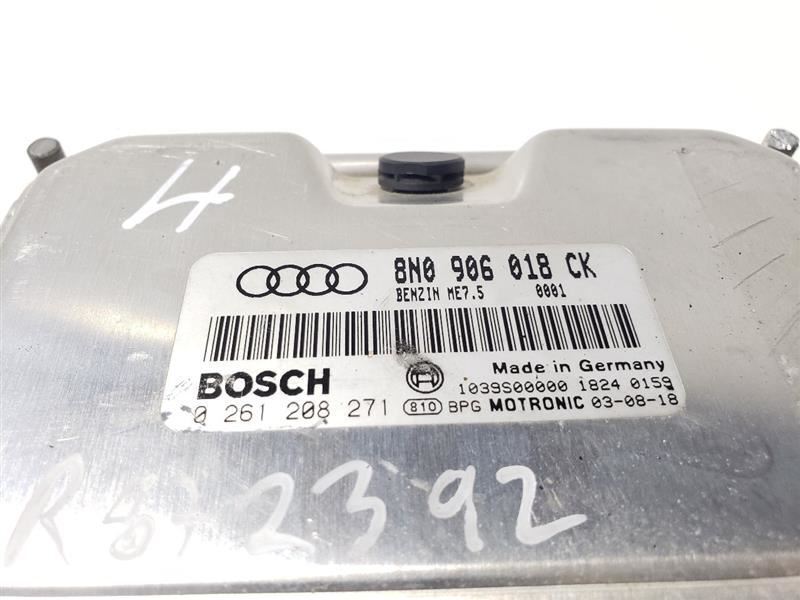 4
8N0 906 018 CK
BENZIN ME7.5 0001
BOSCH Made in Germany
1039S00000 1824 0159
0 261 208 271 810 BPG MOTRONIC 03-08-18
2392